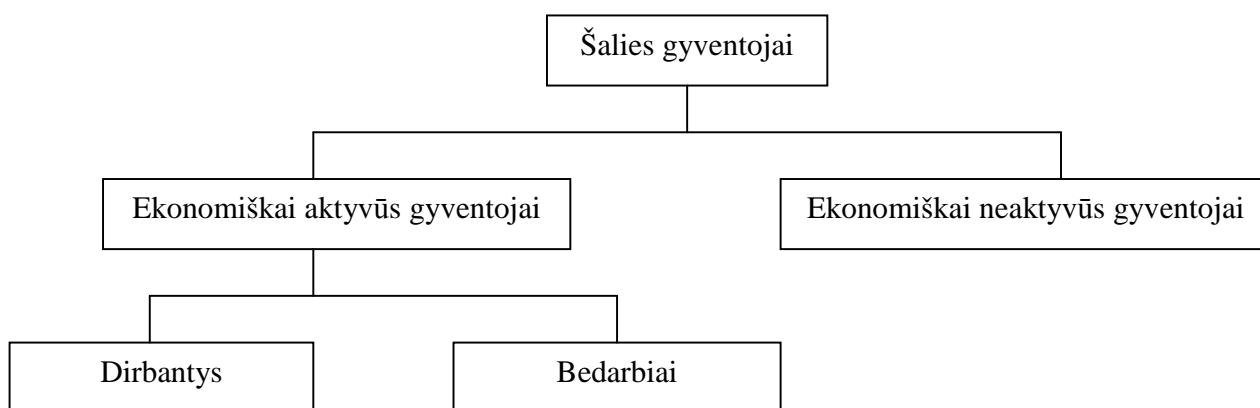 Šalies gyventojai
Ekonomiškai aktyvūs gyventojai
Ekonomiškai neaktyvūs gyventojai
Dirbantys
Bedarbiai